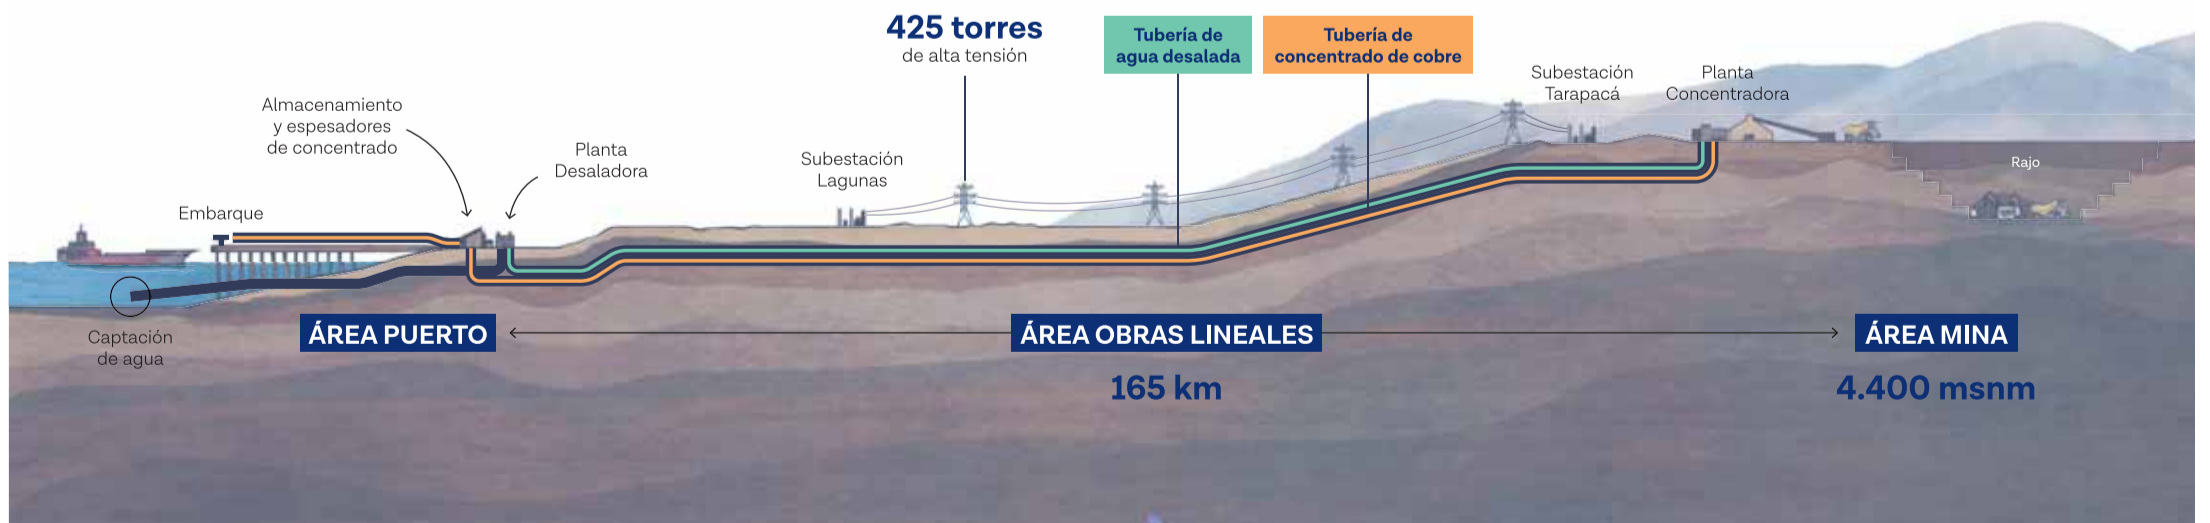 425 torres
de alta tensión
Tubería de
agua desalada
Tubería de
concentrado de cobre
Subestación
Tarapacá
Planta
Concentradora
Almacenamiento
y espesadores
de concentrado
Planta
Desaladora
Subestación
Lagunas
Rajo
Embarque
Captación
de agua
ÁREA PUERTO
ÁREA OBRAS LINEALES
ÁREA MINA
165 km
4.400 msnm